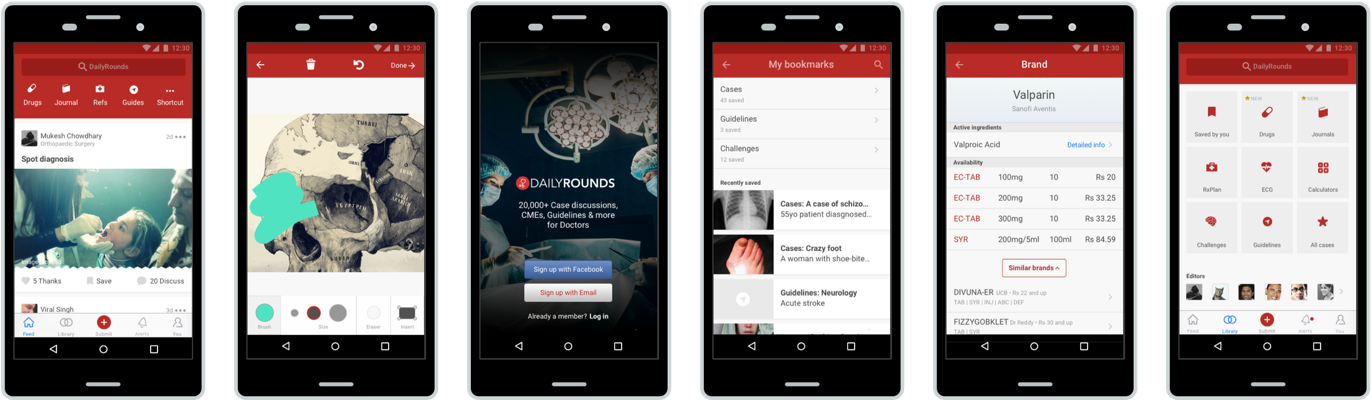 12:30
DailyRounds
Drugs
Journal
Refs
Guides
Shortcut
Mukesh Chowdhary
Orthopaedic Surgery
2d
Spot diagnosis
5 Thanks
Save
20 Discuss
Viral Singh
3d
Feed
Library
Submit
Alerts
You
12:30
Done
Brush
Size
Eraser
Insert
DAILYROUNDS
20,000+ Case discussions,
CMEs, Guidelines & more
for Doctors
Sign up with Facebook
Sign up with Email
Already a member? Log in
12:30
My bookmarks
Cases
43 saved
Guidelines
3 saved
Challenges
12 saved
Recently saved
Cases: A case of schizo...
55yo patient diasgnosed...
Cases: Crazy foot
A woman with shoe-bite...
Guidelines: Neurology
Acute stroke
12:30
Brand
Valparin
Sanofi Aventis
Active ingredients
Valproic Acid
Detailed info
Availability
EC-TAB 100mg 10 Rs 20
EC-TAB 200mg 10 Rs 33.25
EC-TAB 300mg 10 Rs 33.25
SYR 200mg/5ml 100ml Rs 84.59
Similar brands
DIVUNA-ER UCB • Rs 22 and up
TAB | SYR | INJ | ABC | DEF
FIZZYGOBKLET Dr Reddy • Rs 30 and up
TAB | SYR
12:30
DailyRounds
Saved by you
NEW
Drugs
NEW
Journals
RxPlan
ECG
Calculators
Challenges
Guidelines
All cases
Editors
Feed
Library
Submit
Alerts
You